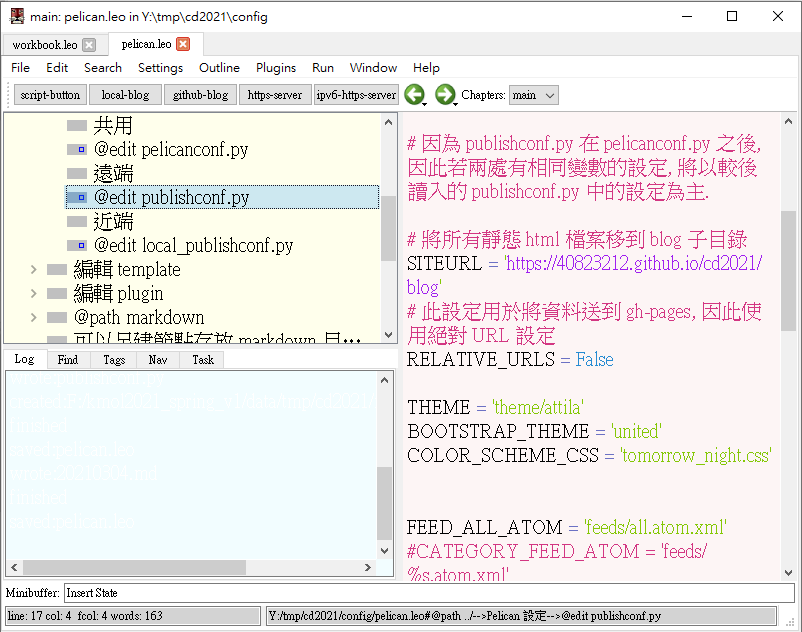 main: pelican.leo in Y:\tmp\cd2021\config
workbook.leo
pelican.leo
File Edit Search Settings Outline Plugins Run Window Help
script-button local-blog github-blog https-server ipv6-https-server Chapters: main
共用
@edit pelicanconf.py
遠端
@edit publishconf.py
近端
@edit local_publishconf.py
編輯 template
編輯 plugin
@path markdown
Log Find Tags Nav Task
finished
saved: pelican.leo
finished
saved: pelican.leo
# 因為 publishconf.py 在 pelicanconf.py 之後,
因此若兩處有相同變數的設定, 將以較後
讀入的 publishconf.py 中的設定為主.
# 將所有靜態 html 檔案移到 blog 子目錄
SITEURL = 'https://40823212.github.io/cd2021/
blog'
# 此設定用於將資料送到 gh-pages, 因此使
用絕對 URL 設定
RELATIVE_URLS = False
THEME = 'theme/attila'
BOOTSTRAP_THEME = 'united'
COLOR_SCHEME_CSS = 'tomorrow_night.css'
FEED_ALL_ATOM = 'feeds/all.atom.xml'
#CATEGORY_FEED_ATOM = 'feeds/
%s.atom.xml'
Minibuffer: Insert State
line: 17 col: 4 fcol: 4 words: 163
Y:/tmp/cd2021/config/pelican.leo#@path ../-->Pelican 設定-->@edit publishconf.py